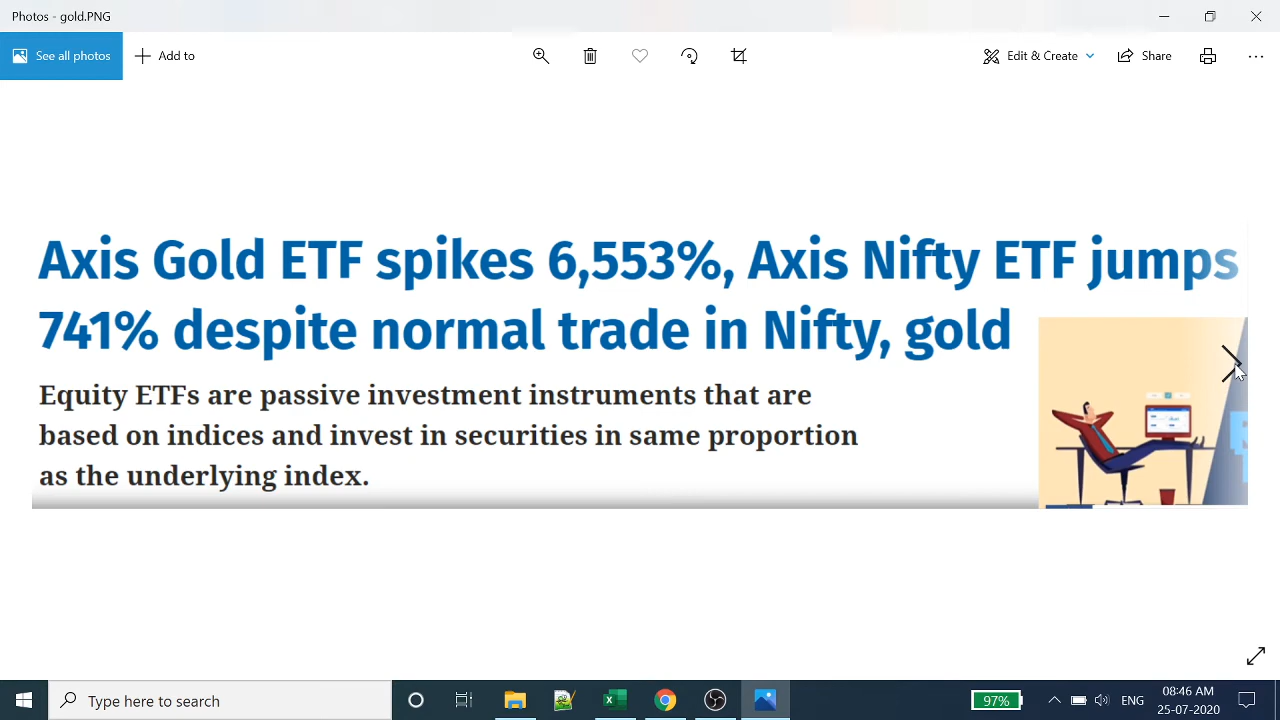 Photos - gold.PNG
See all photos
Add to
Edit & Create
Share
Axis Gold ETF spikes 6,553%, Axis Nifty ETF jumps
741% despite normal trade in Nifty, gold
Equity ETFs are passive investment instruments that are
based on indices and invest in securities in same proportion
as the underlying index.
Type here to search
97%
ENG
08:46 AM
25-07-2020